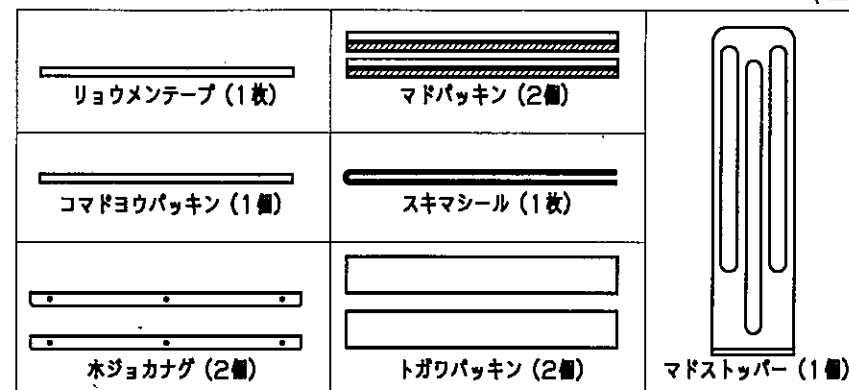 リョウメンテープ (1枚)
マドパッキン (2個)
コマドヨウパッキン (1個)
スキマシール (1枚)
木ジョカナグ (2個)
トガワパッキン (2個)
マドストッパー (1個)